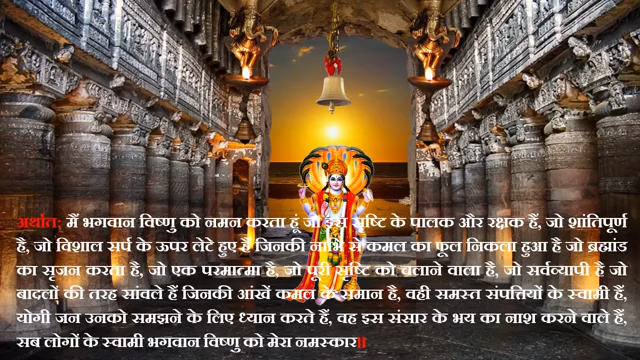 अर्थात: मैं भगवान विष्णु को नमन करता हूं जो इस सृष्टि के पालक और रक्षक हैं, जो शांतिपूर्ण
है, जो विशाल सर्प के ऊपर लेटे हुए हैं जिनकी नाभि से कमल का फूल निकला हुआ है जो ब्रह्मांड
का सृजन करता है, जो एक परमात्मा है, जो पूरी सृष्टि को चलाने वाला है, जो सर्वव्यापी है जो
बादलों की तरह सांवले हैं जिनकी आंखें कमल के समान है, वही समस्त संपत्तियों के स्वामी हैं,
योगी जन उनको समझने के लिए ध्यान करते हैं, वह इस संसार के भय का नाश करने वाले हैं,
सब लोगों के स्वामी भगवान विष्णु को मेरा नमस्कार॥